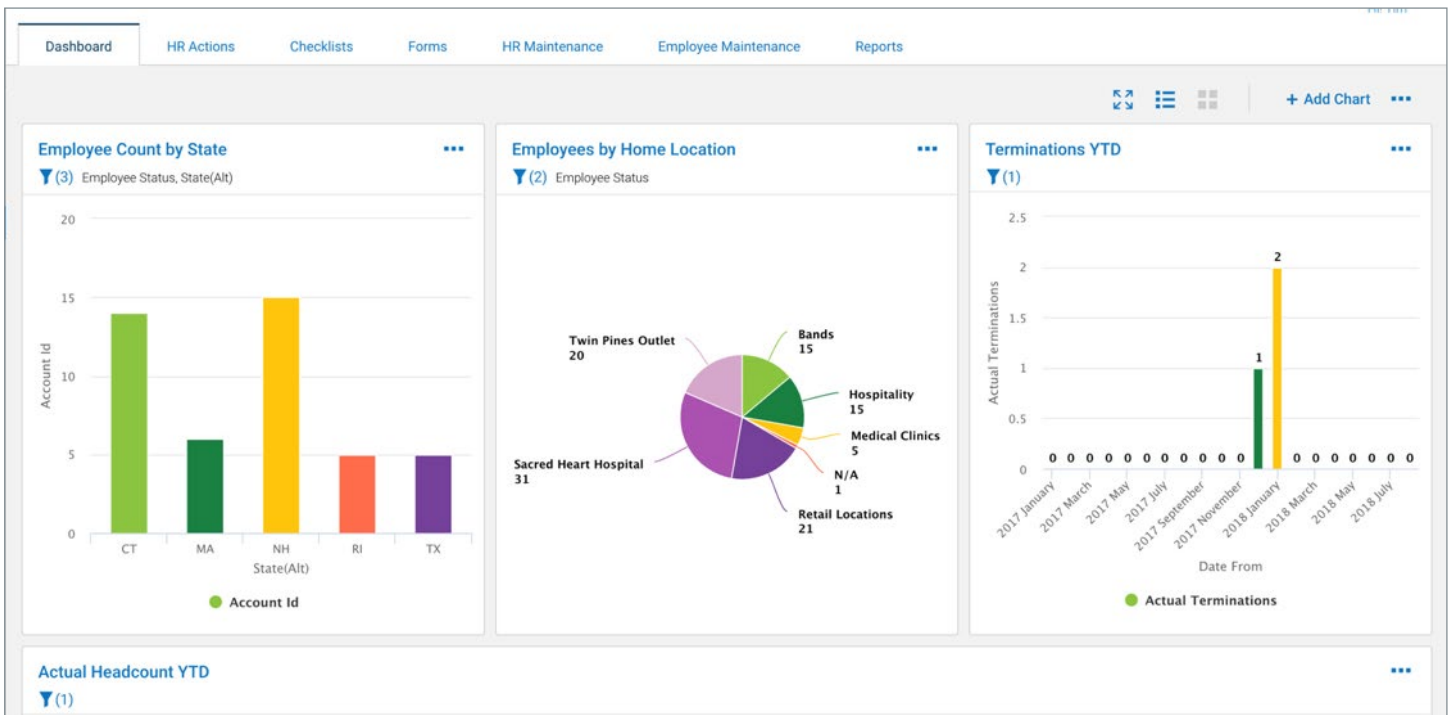 Dashboard HR Actions Checklists Forms HR Maintenance Employee Maintenance Reports
+ Add Chart
Employee Count by State
(3) Employee Status, State(Alt)
20
15
10
5
0
Account Id
CT MA NH RI TX
State(Alt)
Account Id
Employees by Home Location
(2) Employee Status
Twin Pines Outlet
20
Bands
15
Hospitality
15
Medical Clinics
5
N/A
1
Retail Locations
21
Sacred Heart Hospital
31
Terminations YTD
(1)
2.5
2
1.5
1
0.5
0
Actual Terminations
0 0 0 0 0 0 0 0 0 0 0 1 2 0 0 0 0 0 0 0
2017 January 2017 March 2017 May 2017 July 2017 September 2017 November 2018 January 2018 March 2018 May 2018 July
Date From
Actual Terminations
Actual Headcount YTD
(1)